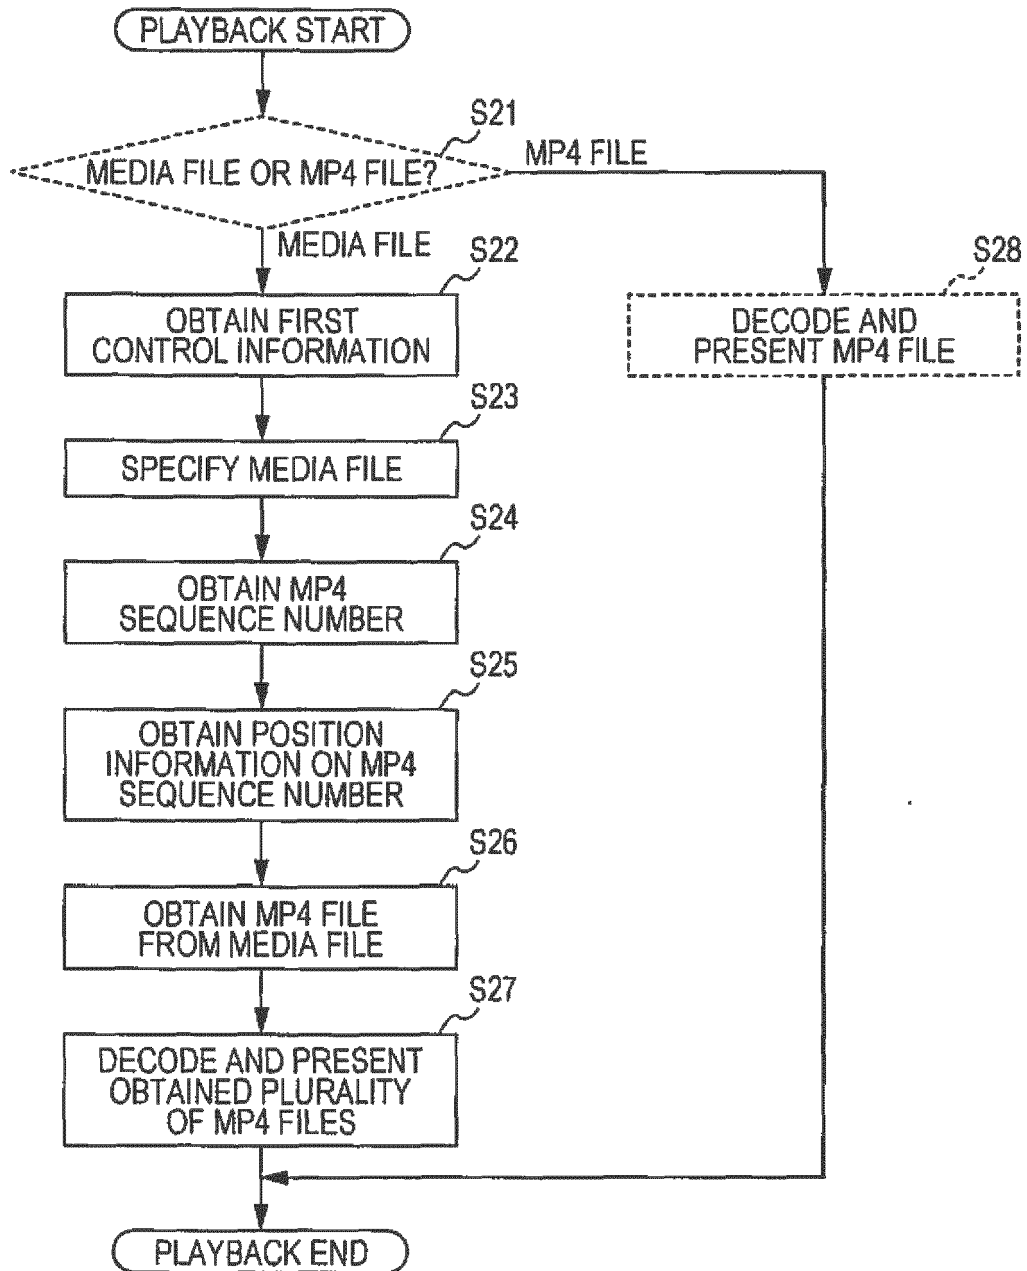 PLAYBACK START
S21
MEDIA FILE OR MP4 FILE?
MP4 FILE
MEDIA FILE
S22
OBTAIN FIRST
CONTROL INFORMATION
S28
DECODE AND
PRESENT MP4 FILE
S23
SPECIFY MEDIA FILE
S24
OBTAIN MP4
SEQUENCE NUMBER
S25
OBTAIN POSITION
INFORMATION ON MP4
SEQUENCE NUMBER
S26
OBTAIN MP4 FILE
FROM MEDIA FILE
S27
DECODE AND PRESENT
OBTAINED PLURALITY
OF MP4 FILES
PLAYBACK END